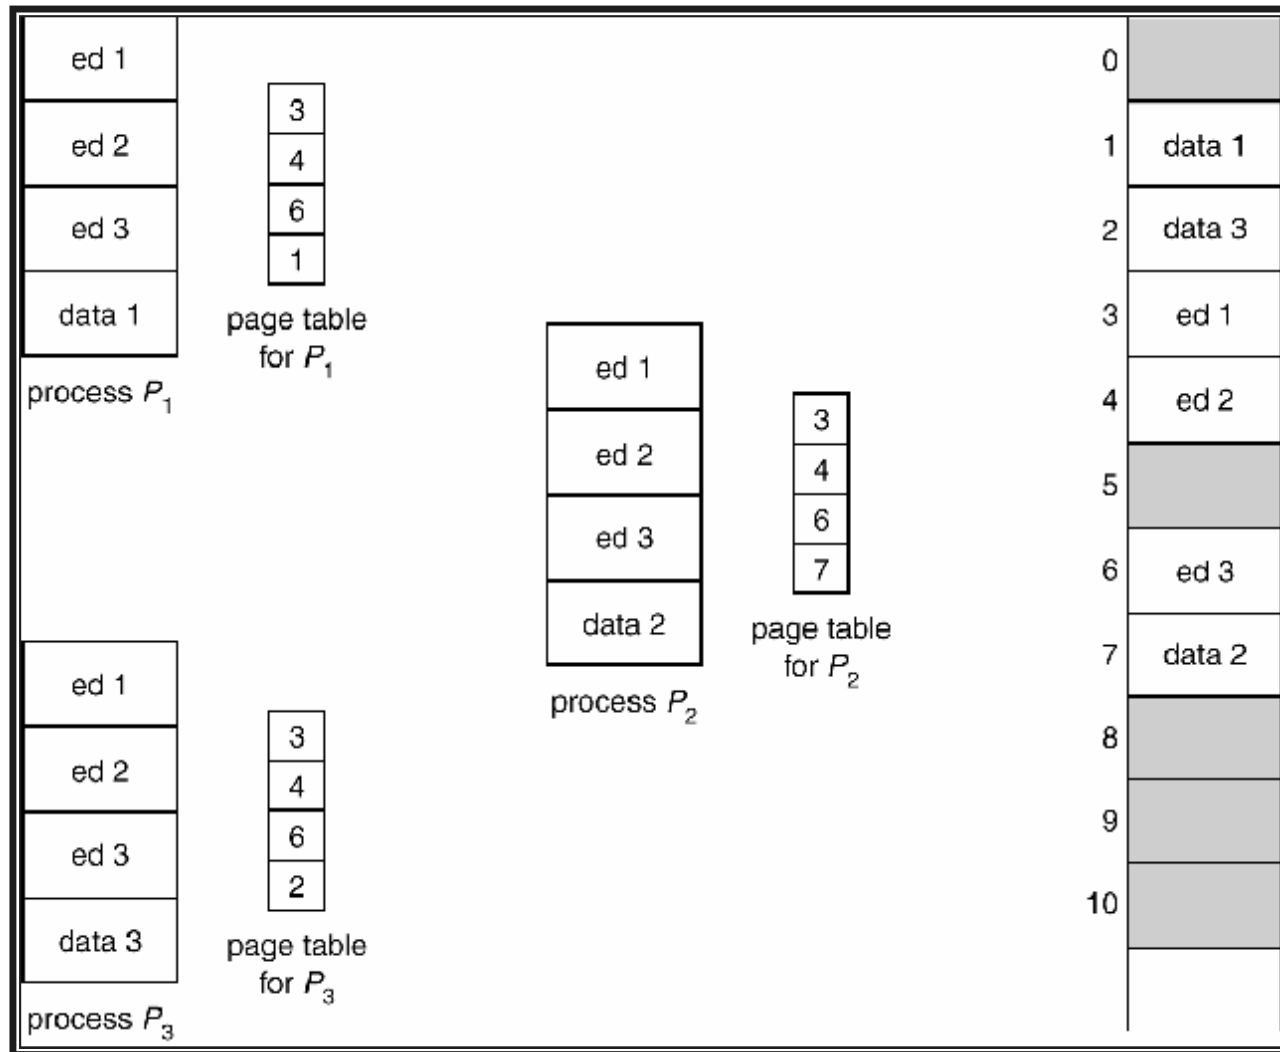 ed 1
ed 2
ed 3
data 1
process P1
3
4
6
1
page table
for P1
ed 1
ed 2
ed 3
data 2
process P2
3
4
6
7
page table
for P2
ed 1
ed 2
ed 3
data 3
process P3
3
4
6
2
page table
for P3
0
1 data 1
2 data 3
3 ed 1
4 ed 2
5
6 ed 3
7 data 2
8
9
10